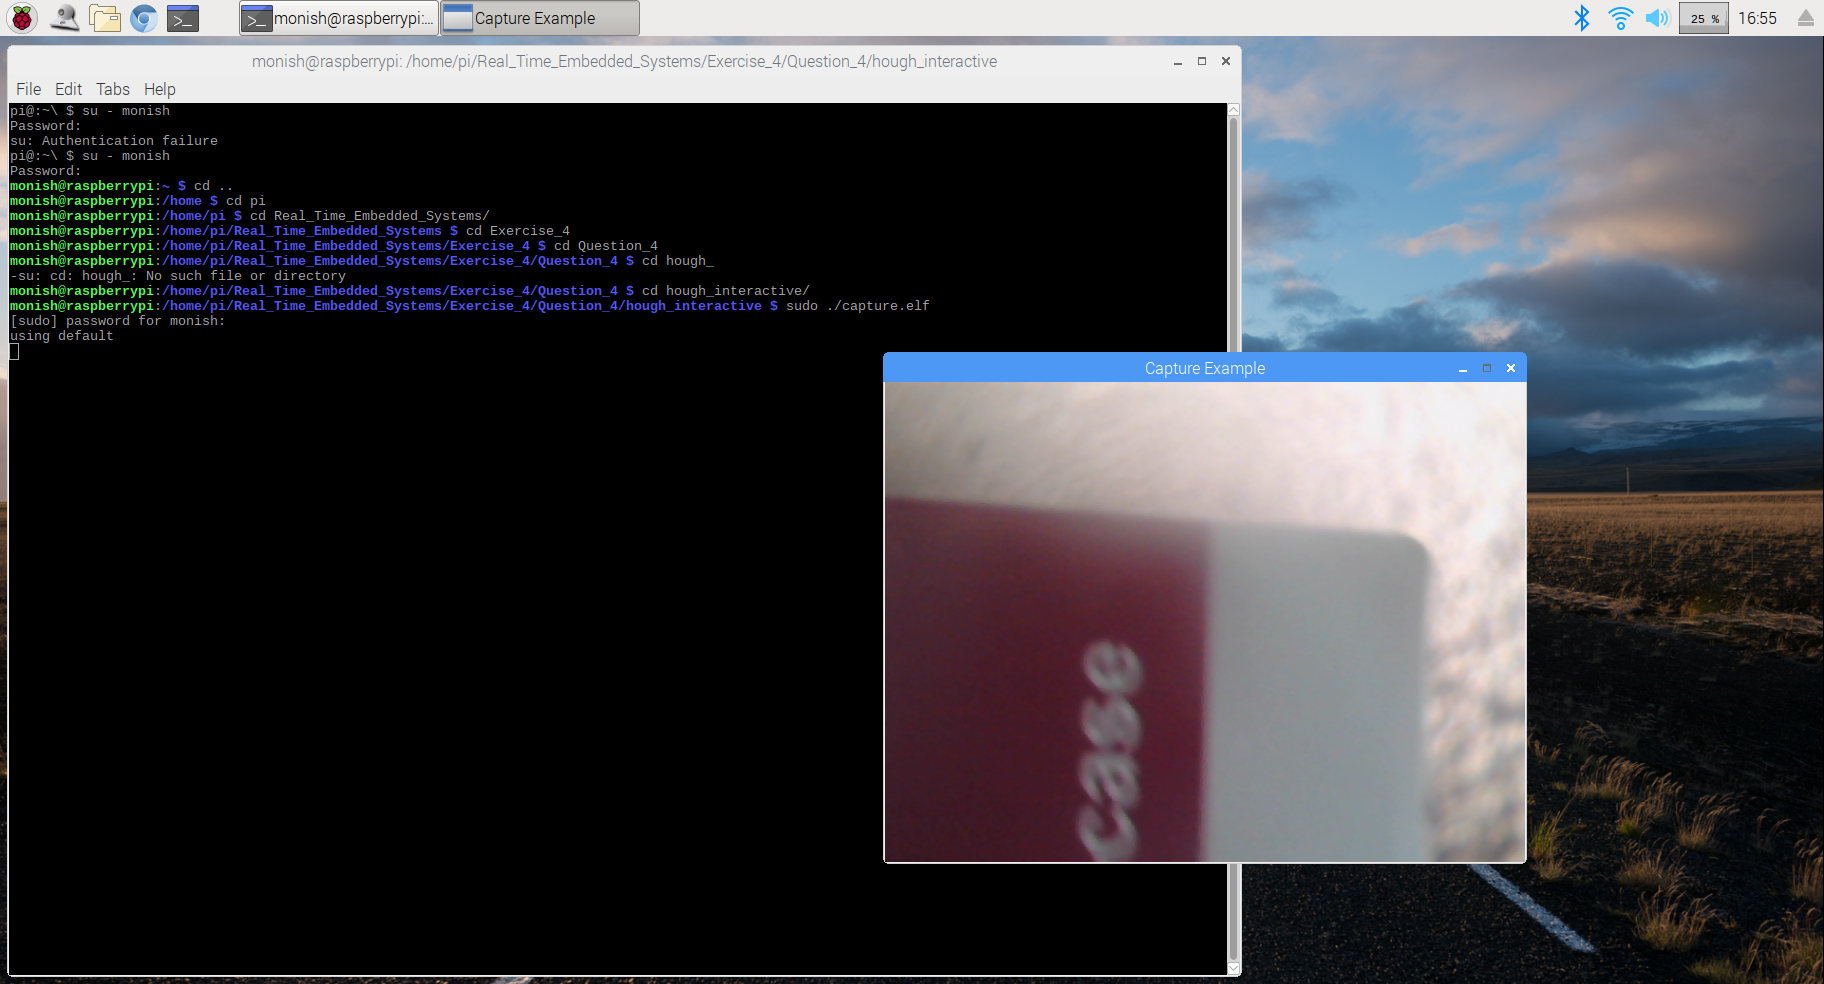 monish@raspberrypi:...
Capture Example
25 %
16:55
monish@raspberrypi: /home/pi/Real_Time_Embedded_Systems/Exercise_4/Question_4/hough_interactive
File Edit Tabs Help
pi@:~\ $ su - monish
Password:
su: Authentication failure
pi@:~\ $ su - monish
Password:
monish@raspberrypi:~ $ cd ..
monish@raspberrypi:/home $ cd pi
monish@raspberrypi:/home/pi $ cd Real_Time_Embedded_Systems/
monish@raspberrypi:/home/pi/Real_Time_Embedded_Systems $ cd Exercise_4
monish@raspberrypi:/home/pi/Real_Time_Embedded_Systems/Exercise_4 $ cd Question_4
monish@raspberrypi:/home/pi/Real_Time_Embedded_Systems/Exercise_4/Question_4 $ cd hough_
-su: cd: hough_: No such file or directory
monish@raspberrypi:/home/pi/Real_Time_Embedded_Systems/Exercise_4/Question_4 $ cd hough_interactive/
monish@raspberrypi:/home/pi/Real_Time_Embedded_Systems/Exercise_4/Question_4/hough_interactive $ sudo ./capture.elf
[sudo] password for monish:
using default
Capture Example
case